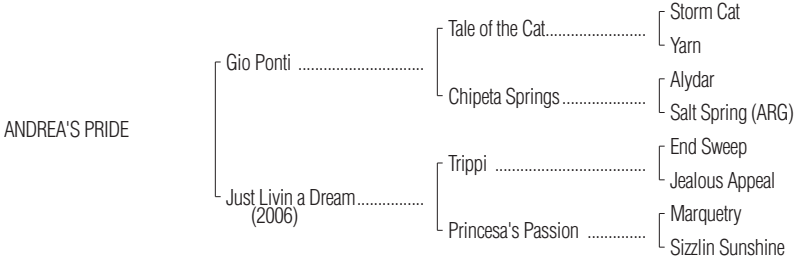 Storm Cat
Tale of the Cat........................
Yarn
Gio Ponti ..............................
Alydar
Chipeta Springs....................
Salt Spring (ARG)
ANDREA'S PRIDE
End Sweep
Trippi ....................................
Jealous Appeal
Just Livin a Dream................
(2006)
Marquetry
Princesa's Passion ..............
Sizzlin Sunshine